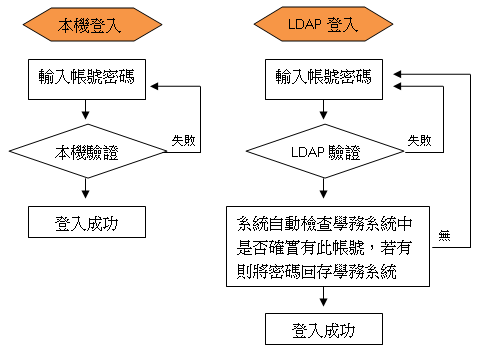 本機登入
輸入帳號密碼
失敗
本機驗證
登入成功
LDAP 登入
輸入帳號密碼
失敗
LDAP 驗證
系統自動檢查學務系統中
是否確實有此帳號，若有
則將密碼回存學務系統
無
登入成功